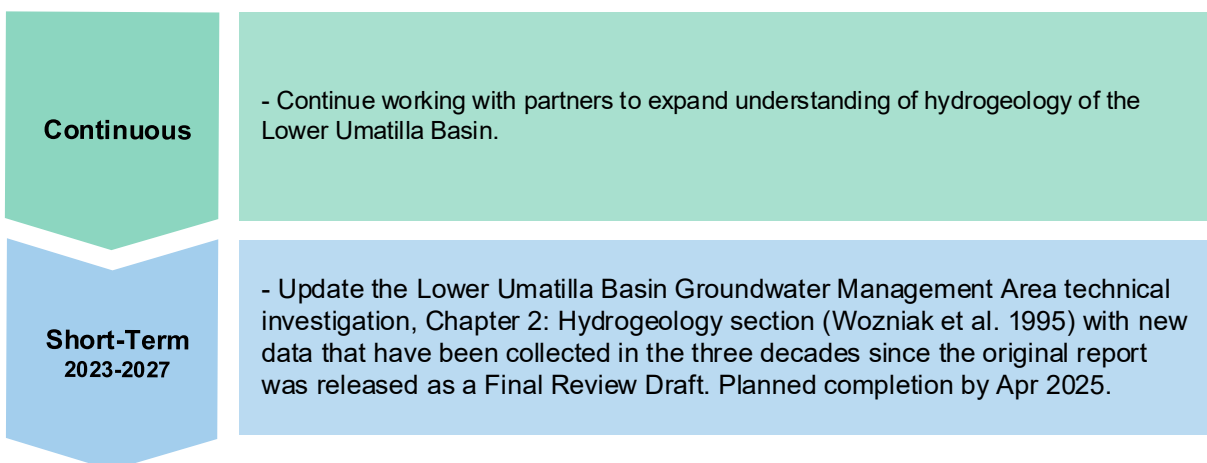 Continuous
- Continue working with partners to expand understanding of hydrogeology of the
Lower Umatilla Basin.
Short-Term
2023-2027
- Update the Lower Umatilla Basin Groundwater Management Area technical
investigation, Chapter 2: Hydrogeology section (Wozniak et al. 1995) with new
data that have been collected in the three decades since the original report
was released as a Final Review Draft. Planned completion by Apr 2025.